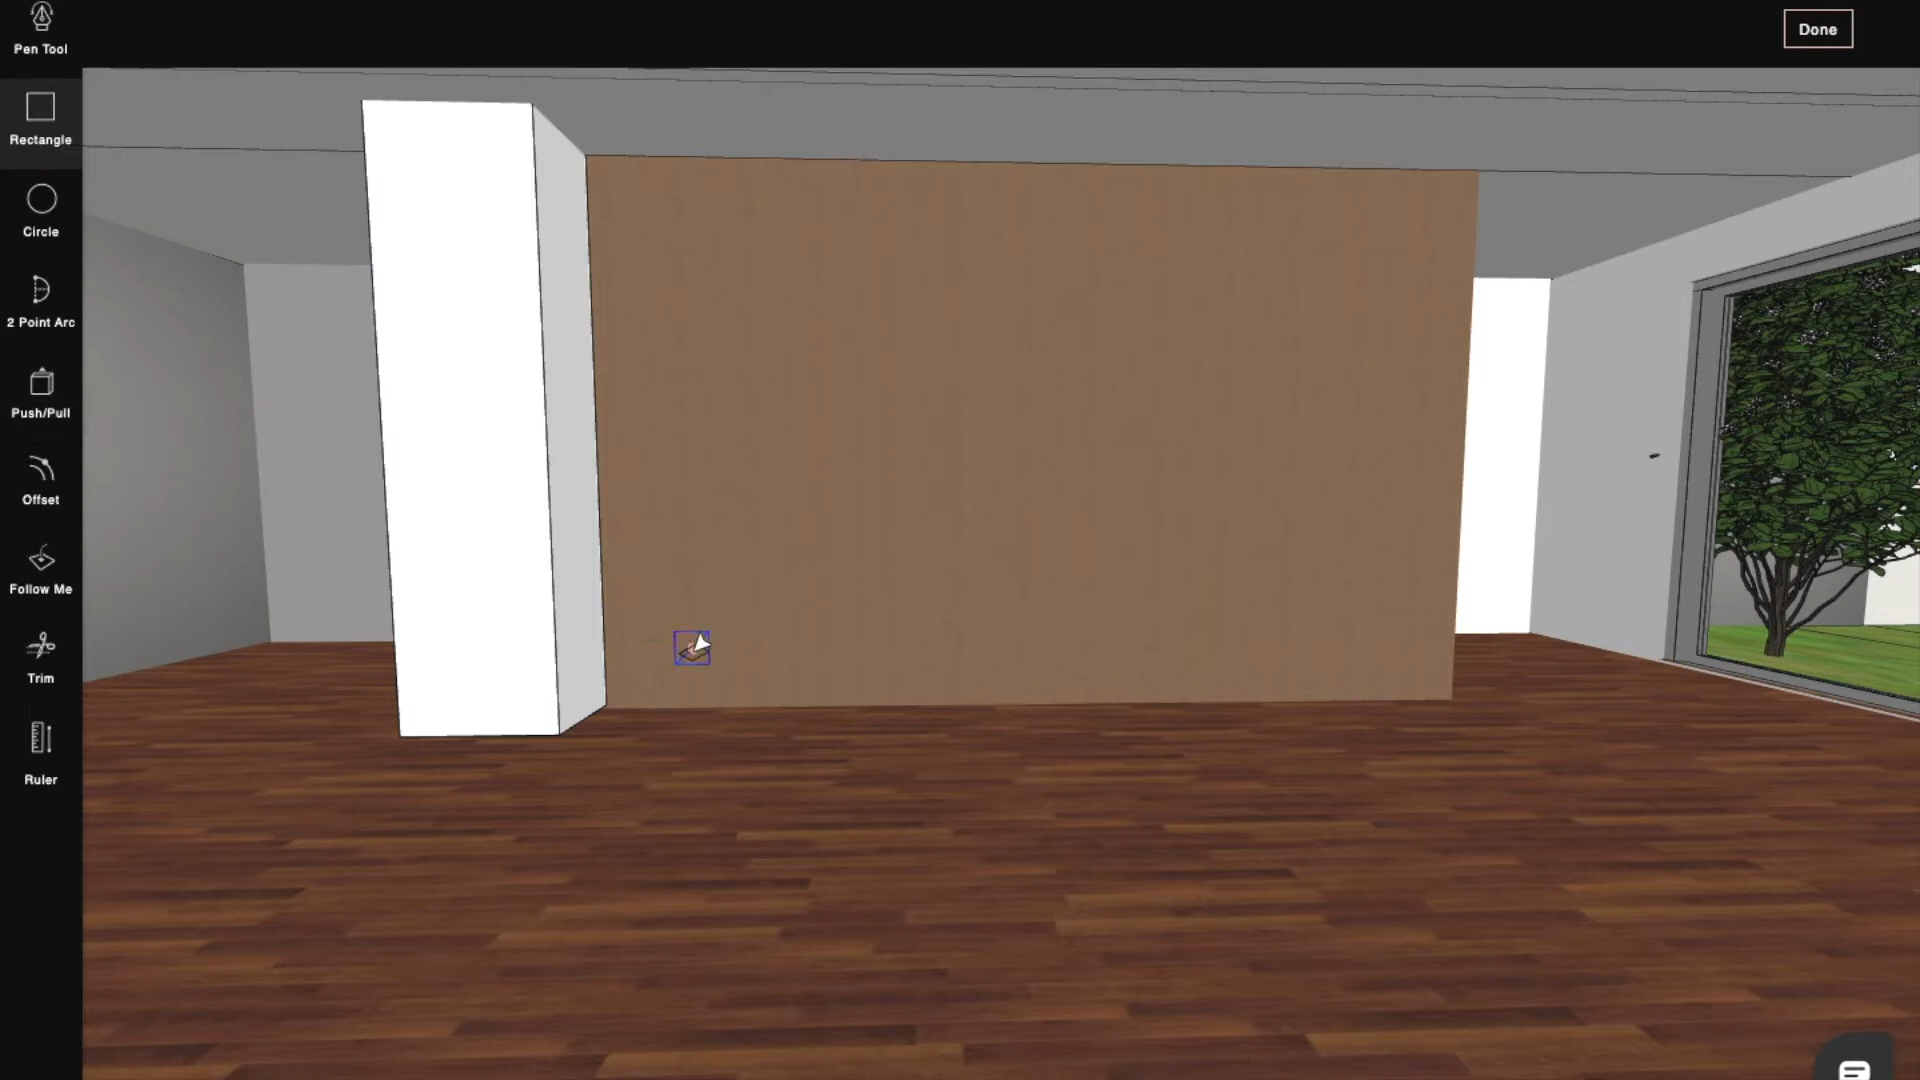 Pen Tool
Done
Rectangle
Circle
2 Point Arc
Push/Pull
Offset
Follow Me
Trim
Ruler